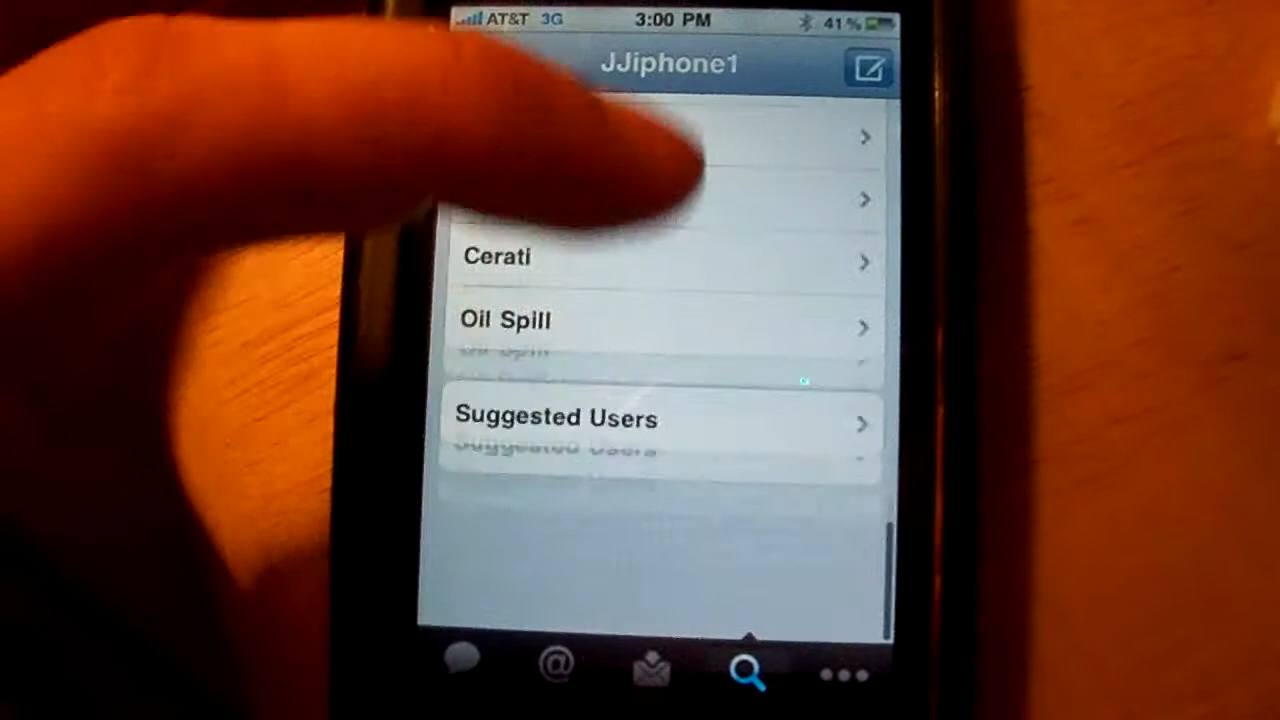 AT&T 3G 3:00 PM 41%
JJiphone1
Cerati
Oil Spill
Suggested Users